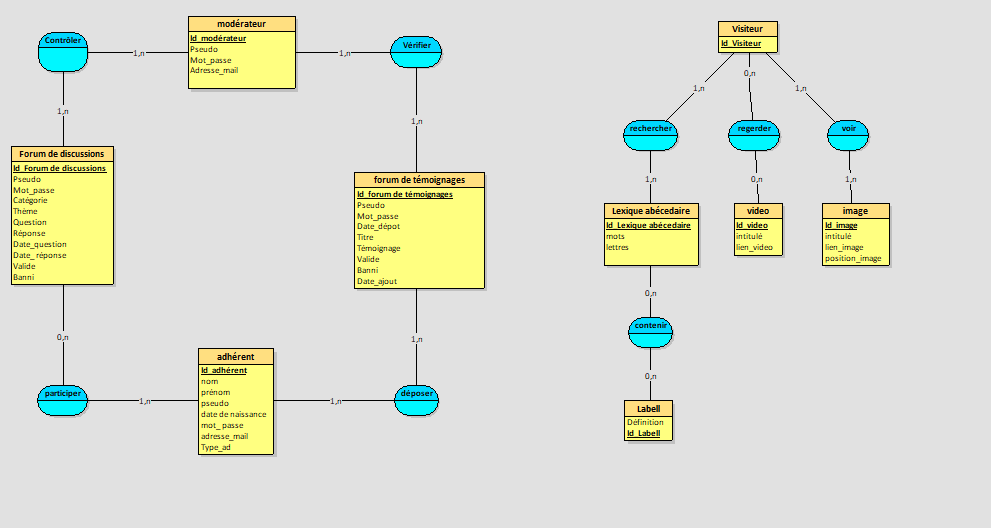 modérateur
Id_modérateur
Pseudo
Mot_passe
Adresse_mail
Contrôler
1,n
1,n
Vérifier
1,n
1,n
Forum de discussions
Id_Forum de discussions
Pseudo
Mot_passe
Catégorie
Thème
Question
Réponse
Date_question
Date_ réponse
Valide
Banni
forum de témoignages
Id_forum de témoignages
Pseudo
Mot_passe
Date_dépot
Titre
Témoignage
Valide
Banni
Date_ajout
0,n
1,n
adhérent
Id_adhérent
nom
prénom
pseudo
date de naissance
mot_ passe
adresse_mail
Type_ad
participer
1,n
1,n
déposer
Visiteur
Id_Visiteur
1,n
0,n
1,n
rechercher
regerder
voir
1,n
0,n
1,n
Lexique abécedaire
Id_Lexique abécedaire
mots
lettres
video
Id_video
intitulé
lien_video
image
Id_image
intitulé
lien_image
position_image
0,n
contenir
0,n
Labell
Définition
Id_Labell